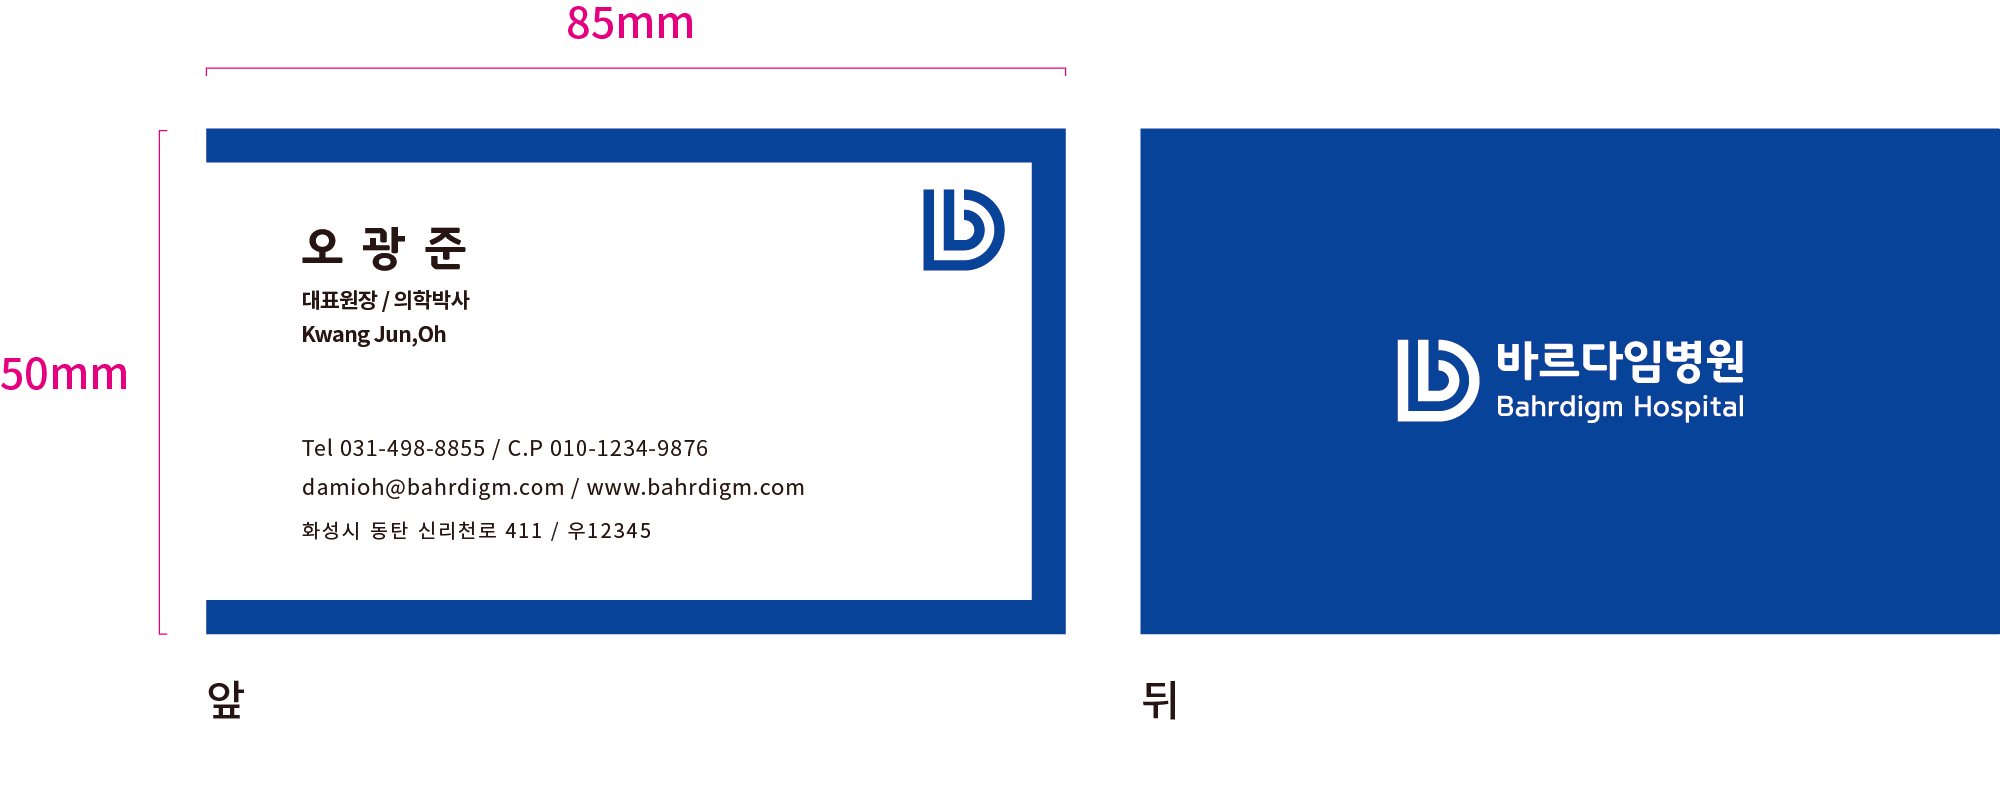 85mm
50mm
오 광 준
대표원장 / 의학박사
Kwang Jun,Oh
Tel 031-498-8855 / C.P 010-1234-9876
damioh@bahrdigm.com / www.bahrdigm.com
화성시 동탄 신리천로 411 / 우12345
앞
바르다임병원
Bahrdigm Hospital
뒤